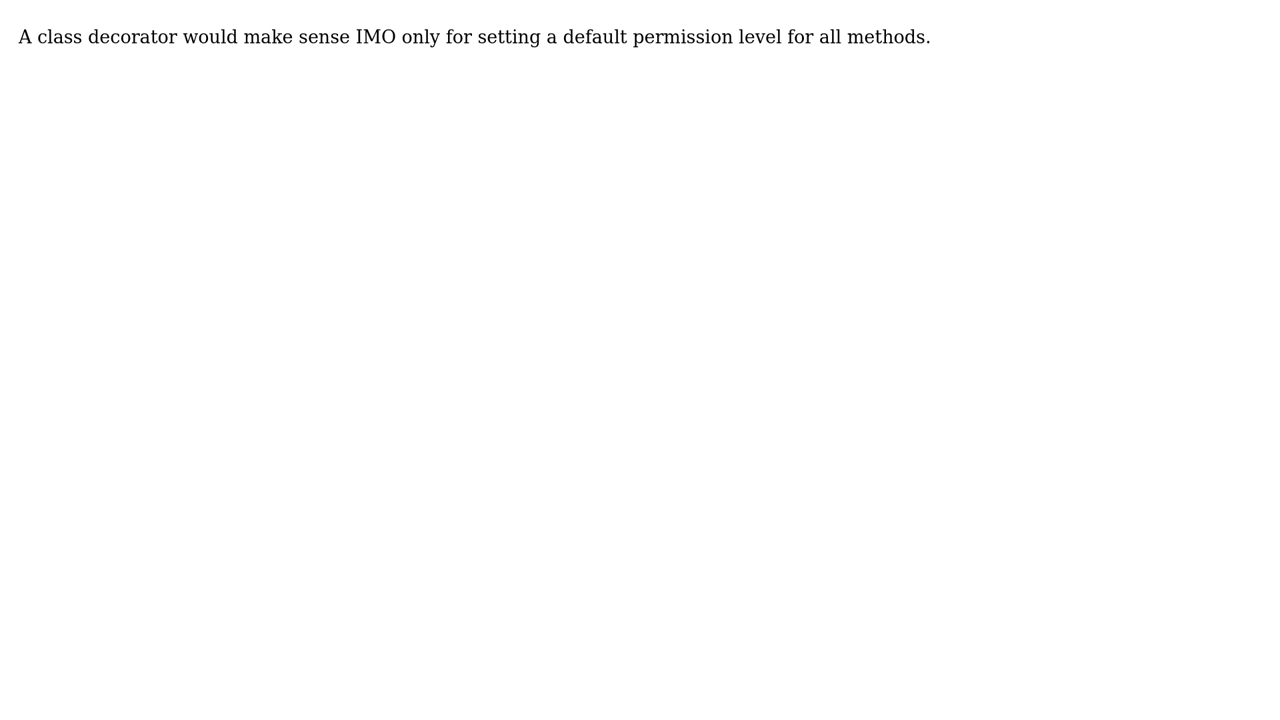 A class decorator would make sense IMO only for setting a default permission level for all methods.